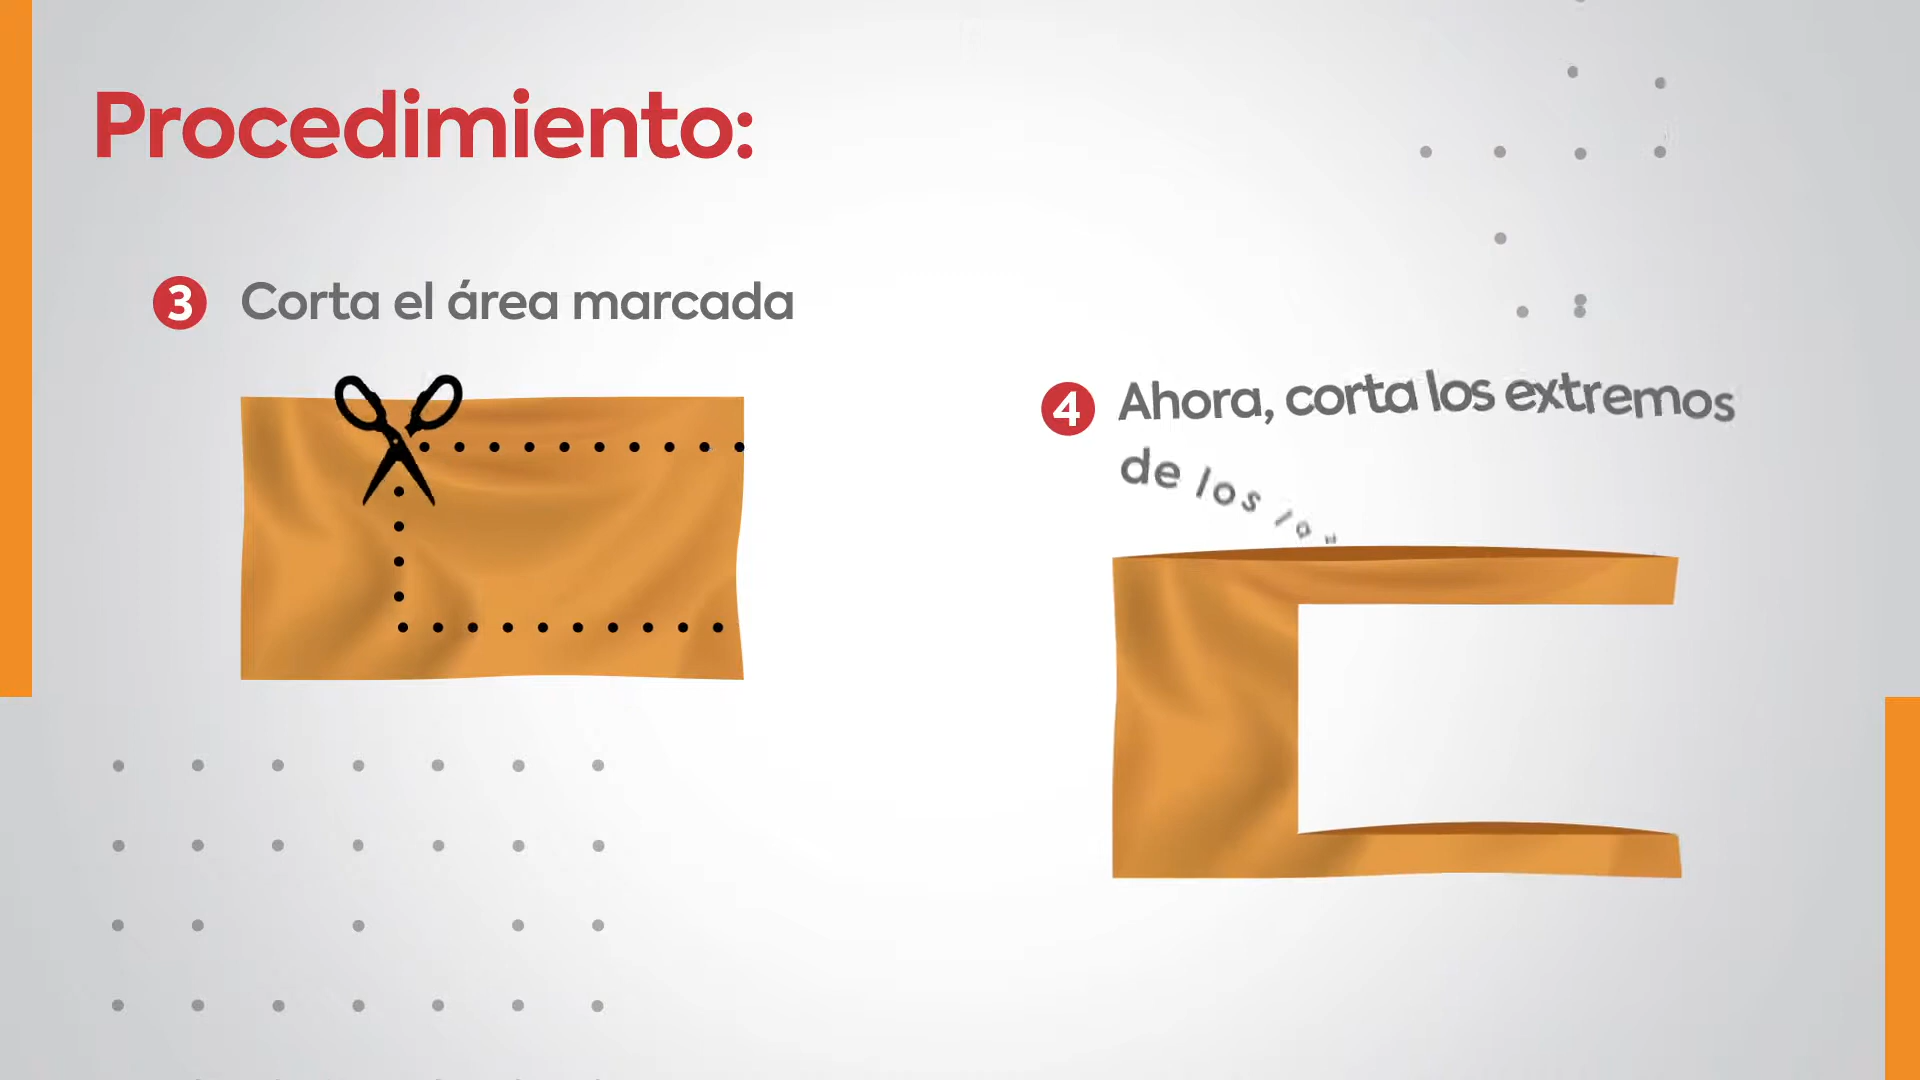 Procedimiento:
3 Corta el área marcada
4 Ahora, corta los extremos
de los